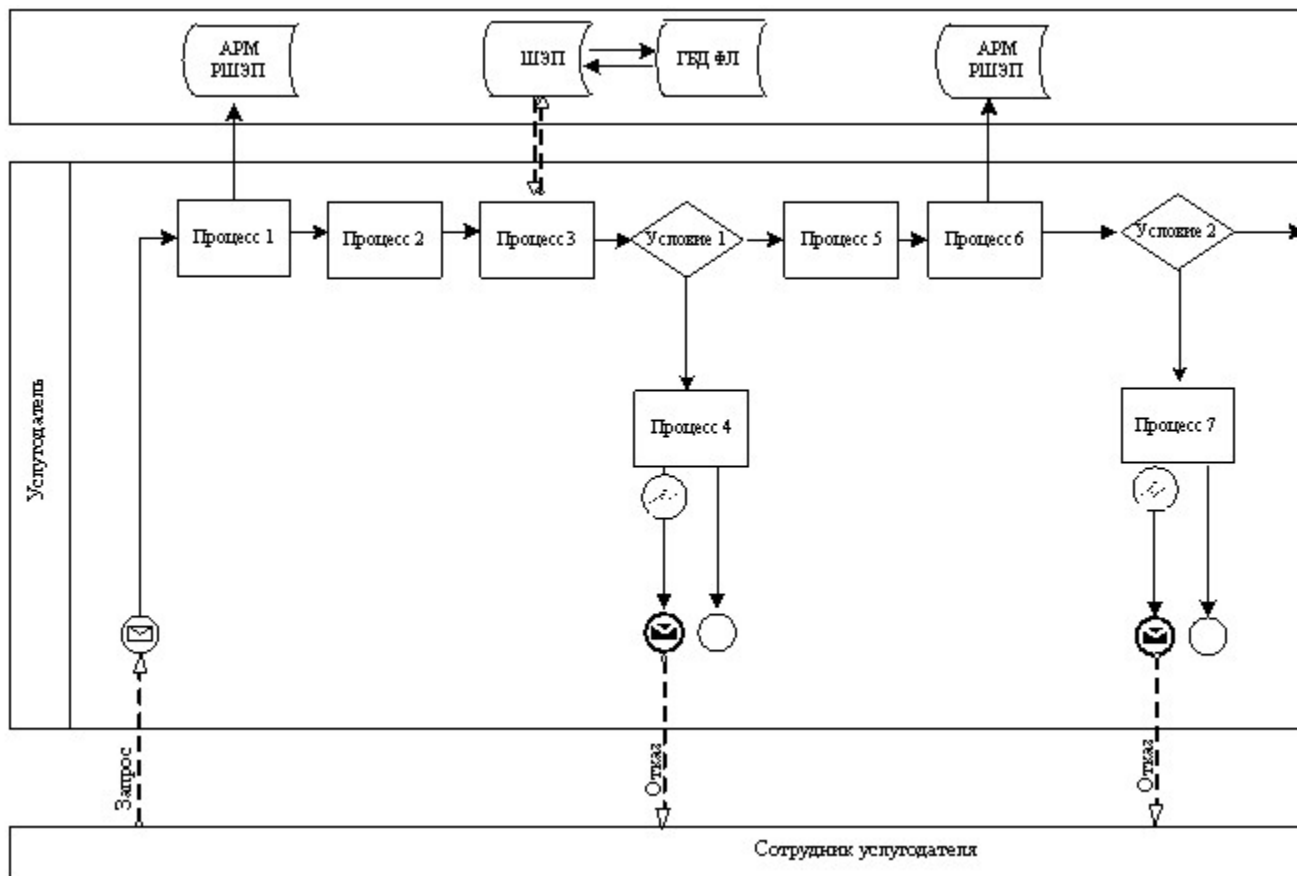 АРМ
РШЭП
ШЭП
ГБД ФЛ
АРМ
РШЭП
Процесс 1
Процесс 2
Процесс 3
Условие 1
Процесс 5
Процесс 6
Условие 2
Процесс 4
Процесс 7
Услугодатель
Запрос
Отказ
Отказ
Сотрудник услугодателя